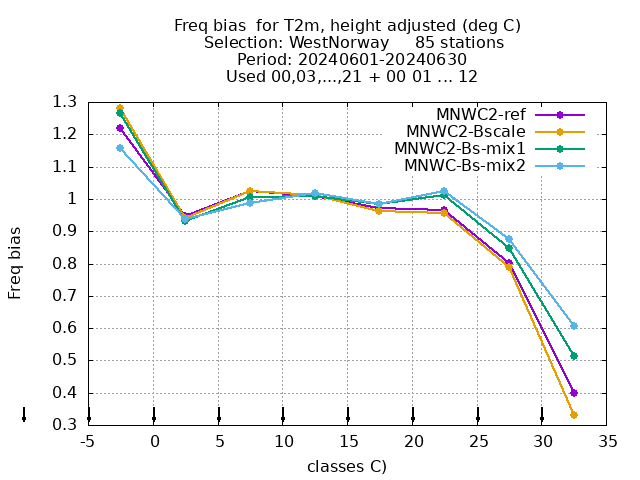 Freq bias  for T2m, height adjusted (deg C)
Selection: WestNorway     85 stations
Period: 20240601-20240630
Used 00,03,...,21 + 00 01 ... 12
MNWC2-ref
MNWC2-Bscale
MNWC2-Bs-mix1
MNWC-Bs-mix2
1.3
1.2
1.1
1
0.9
0.8
0.7
0.6
0.5
0.4
0.3
Freq bias
-5 0 5 10 15 20 25 30 35
classes C)